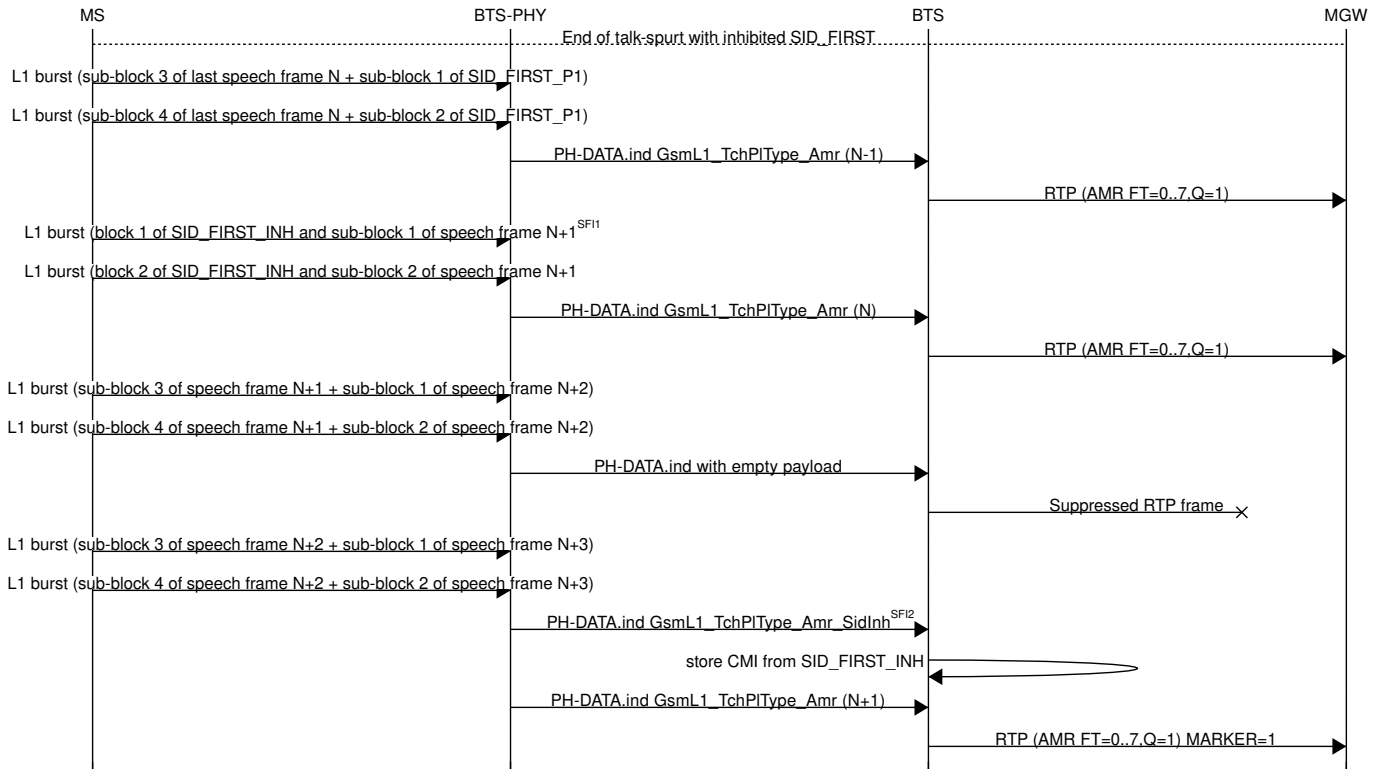 MS BTS-PHY BTS MGW
End of talk-spurt with inhibited SID_FIRST
L1 burst (sub-block 3 of last speech frame N + sub-block 1 of SID_FIRST_P1)
L1 burst (sub-block 4 of last speech frame N + sub-block 2 of SID_FIRST_P1)
PH-DATA.ind GsmL1_TchPlType_Amr (N-1)
RTP (AMR FT=0..7,Q=1)
L1 burst (block 1 of SID_FIRST_INH and sub-block 1 of speech frame N+1 SFI1
L1 burst (block 2 of SID_FIRST_INH and sub-block 2 of speech frame N+1
PH-DATA.ind GsmL1_TchPlType_Amr (N)
RTP (AMR FT=0..7,Q=1)
L1 burst (sub-block 3 of speech frame N+1 + sub-block 1 of speech frame N+2)
L1 burst (sub-block 4 of speech frame N+1 + sub-block 2 of speech frame N+2)
PH-DATA.ind with empty payload
Suppressed RTP frame
L1 burst (sub-block 3 of speech frame N+2 + sub-block 1 of speech frame N+3)
L1 burst (sub-block 4 of speech frame N+2 + sub-block 2 of speech frame N+3)
PH-DATA.ind GsmL1_TchPlType_Amr_SidInh SFI2
store CMI from SID_FIRST_INH
PH-DATA.ind GsmL1_TchPlType_Amr (N+1)
RTP (AMR FT=0..7,Q=1) MARKER=1